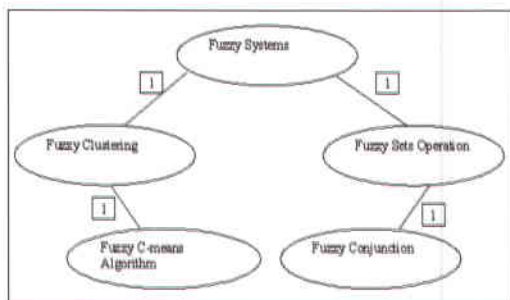 Fuzzy Systems
1
1
Fuzzy Clustering
Fuzzy Sets Operation
1
1
Fuzzy C-means
Algorithm
Fuzzy Conjunction